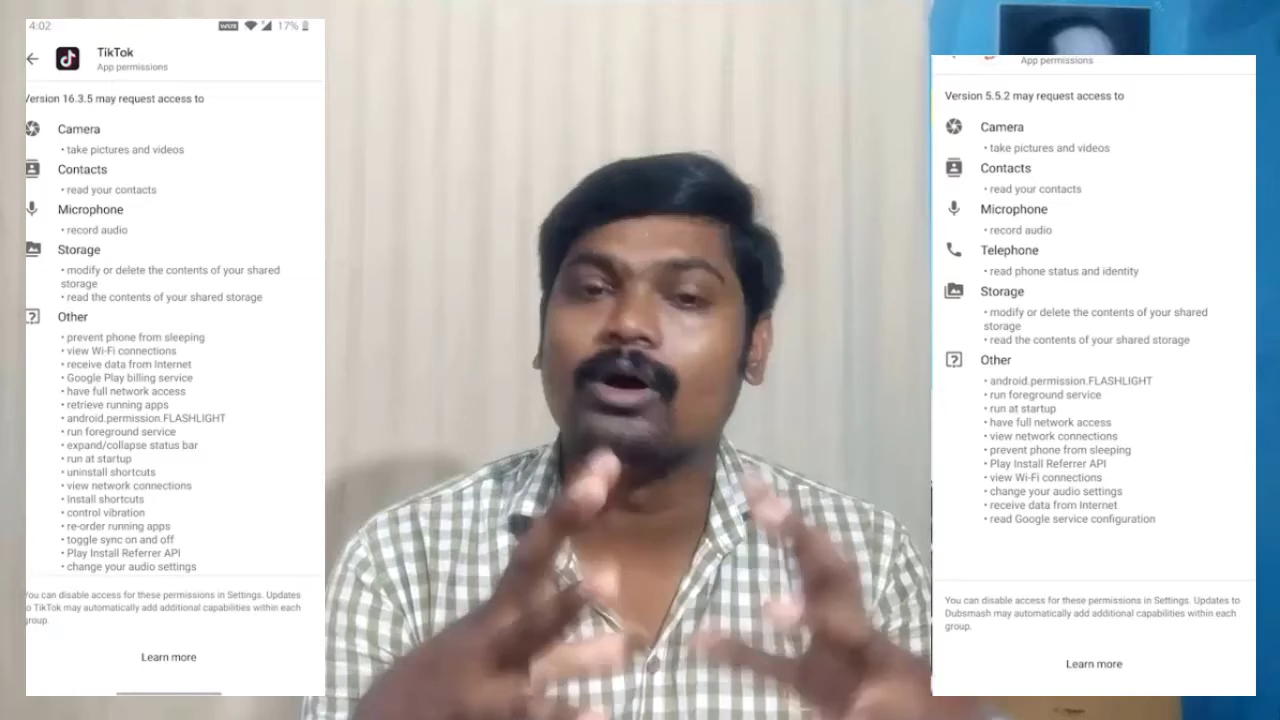 4:02
17%
TikTok
App permissions
Version 16.3.5 may request access to
Camera
• take pictures and videos
Contacts
• read your contacts
Microphone
• record audio
Storage
• modify or delete the contents of your shared
storage
• read the contents of your shared storage
Other
• prevent phone from sleeping
• view Wi-Fi connections
• receive data from Internet
• Google Play billing service
• have full network access
• retrieve running apps
• android.permission.FLASHLIGHT
• run foreground service
• expand/collapse status bar
• run at startup
• uninstall shortcuts
• view network connections
• Install shortcuts
• control vibration
• re-order running apps
• toggle sync on and off
• Play Install Referrer API
• change your audio settings
You can disable access for these permissions in Settings. Updates
o TikTok may automatically add additional capabilities within each
group.
Learn more
App permissions
Version 5.5.2 may request access to
Camera
• take pictures and videos
Contacts
• read your contacts
Microphone
• record audio
Telephone
• read phone status and identity
Storage
• modify or delete the contents of your shared
storage
• read the contents of your shared storage
Other
• android.permission.FLASHLIGHT
• run foreground service
• run at startup
• have full network access
• view network connections
• prevent phone from sleeping
• Play Install Referrer API
• view Wi-Fi connections
• change your audio settings
• receive data from Internet
• read Google service configuration
You can disable access for these permissions in Settings. Updates to
Dubsmash may automatically add additional capabilities within each
group.
Learn more